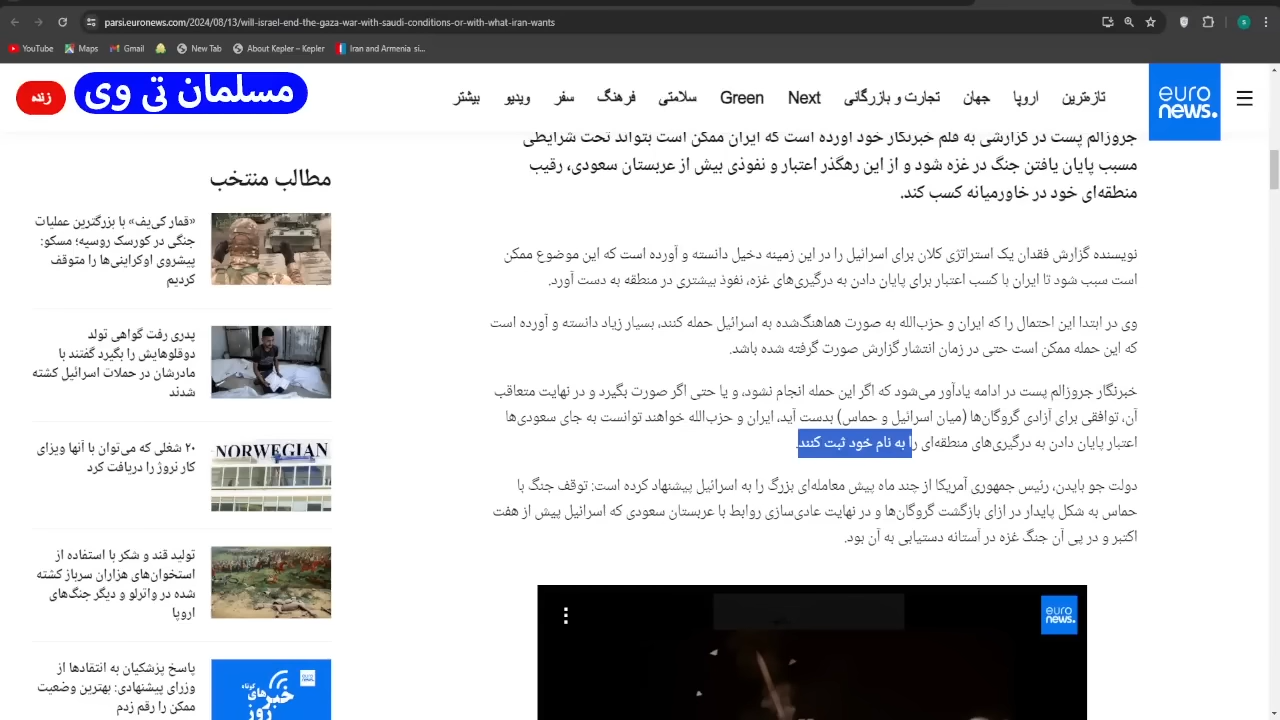 parsi.euronews.com/2024/08/13/will-israel-end-the-gaza-war-with-saudi-conditions-or-with-what-iran-wants
YouTube
Maps
Gmail
New Tab
About Kepler – Kepler
Iran and Armenia si...
S
زنده
مسلمان تی وی
تازه‌ترین
اروپا
جهان
تجارت و بازرگانی
Next
Green
سلامتی
فرهنگ
سفر
ویدیو
بیشتر
euro
news.
جروزالم پست در گزارشی به قلم خبرنگار خود آورده است که ایران ممکن است بتواند تحت شرایطی
مسبب پایان یافتن جنگ در غزه شود و از این رهگذر اعتبار و نفوذی بیش از عربستان سعودی، رقیب
منطقه‌ای خود در خاورمیانه کسب کند.
نویسنده گزارش فقدان یک استراتژی کلان برای اسرائیل را در این زمینه دخیل دانسته و آورده است که این موضوع ممکن
است سبب شود تا ایران با کسب اعتبار برای پایان دادن به درگیری‌های غزه، نفوذ بیشتری در منطقه به دست آورد.
وی در ابتدا این احتمال را که ایران و حزب‌الله به صورت هماهنگ‌شده به اسرائیل حمله کنند، بسیار زیاد دانسته و آورده است
که این حمله ممکن است حتی در زمان انتشار گزارش صورت گرفته شده باشد.
خبرنگار جروزالم پست در ادامه یادآور می‌شود که اگر این حمله انجام نشود، و یا حتی اگر صورت بگیرد و در نهایت متعاقب
آن، توافقی برای آزادی گروگان‌ها (میان اسرائیل و حماس) بدست آید، ایران و حزب‌الله خواهند توانست به جای سعودی‌ها
اعتبار پایان دادن به درگیری‌های منطقه‌ای را به نام خود ثبت کنند.
دولت جو بایدن، رئیس جمهوری آمریکا از چند ماه پیش معامله‌ای بزرگ را به اسرائیل پیشنهاد کرده است: توقف جنگ با
حماس به شکل پایدار در ازای بازگشت گروگان‌ها و در نهایت عادی‌سازی روابط با عربستان سعودی که اسرائیل پیش از هفت
اکتبر و در پی آن جنگ غزه در آستانه دستیابی به آن بود.
euro
news.
مطالب منتخب
«قمار کی‌یف» با بزرگترین عملیات
جنگی در کورسک روسیه؛ مسکو:
پیشروی اوکراینی‌ها را متوقف
کردیم
پدری رفت گواهی تولد
دوقلوهایش را بگیرد گفتند با
مادرشان در حملات اسرائیل کشته
شدند
۲۰ شغلی که می‌توان با آنها ویزای
کار نروژ را دریافت کرد
NORWEGIAN
تولید قند و شکر با استفاده از
استخوان‌های هزاران سرباز کشته
شده در واترلو و دیگر جنگ‌های
اروپا
پاسخ پزشکیان به انتقادها از
وزرای پیشنهادی: بهترین وضعیت
ممکن را رقم زدم
خبرهای
کوتاه
روز